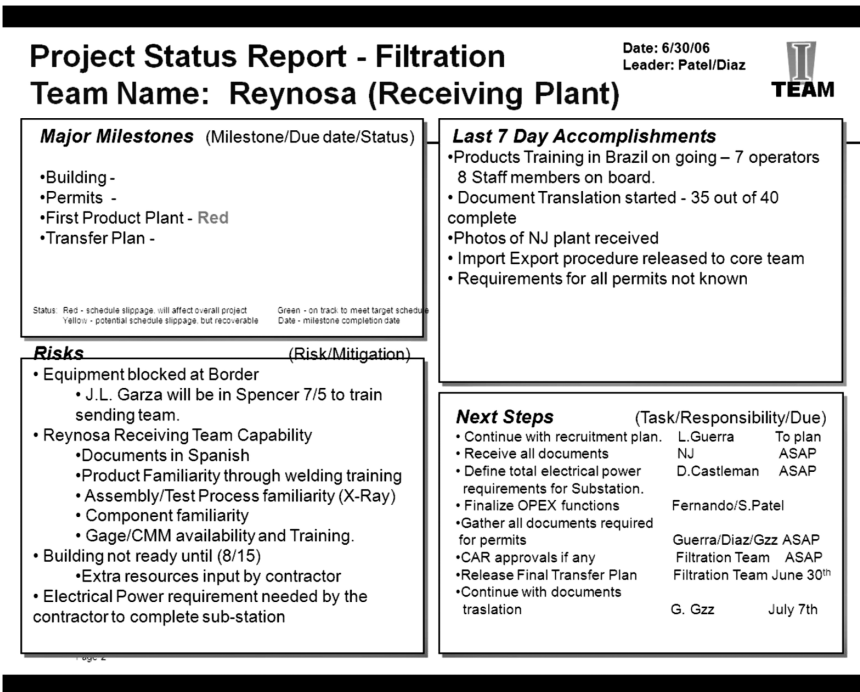 Project Status Report - Filtration
Team Name: Reynosa (Receiving Plant)
Date: 6/30/06
Leader: Patel/Diaz
I
TEAM
Major Milestones (Milestone/Due date/Status)
•Building -
•Permits -
•First Product Plant - Red
•Transfer Plan -
Status: Red - schedule slippage, will affect overall project Green - on track to meet target schedule
Yellow - potential schedule slippage, but recoverable Date - milestone completion date
Risks (Risk/Mitigation)
• Equipment blocked at Border
• J.L. Garza will be in Spencer 7/5 to train
sending team.
• Reynosa Receiving Team Capability
•Documents in Spanish
•Product Familiarity through welding training
• Assembly/Test Process familiarity (X-Ray)
• Component familiarity
• Gage/CMM availability and Training.
• Building not ready until (8/15)
•Extra resources input by contractor
• Electrical Power requirement needed by the
contractor to complete sub-station
Last 7 Day Accomplishments
•Products Training in Brazil on going – 7 operators
8 Staff members on board.
• Document Translation started - 35 out of 40
complete
•Photos of NJ plant received
• Import Export procedure released to core team
• Requirements for all permits not known
Next Steps (Task/Responsibility/Due)
• Continue with recruitment plan. L.Guerra To plan
• Receive all documents NJ ASAP
• Define total electrical power D.Castleman ASAP
requirements for Substation.
• Finalize OPEX functions Fernando/S.Patel
•Gather all documents required
for permits Guerra/Diaz/Gzz ASAP
•CAR approvals if any Filtration Team ASAP
•Release Final Transfer Plan Filtration Team June 30th
•Continue with documents
traslation G. Gzz July 7th
Page 2